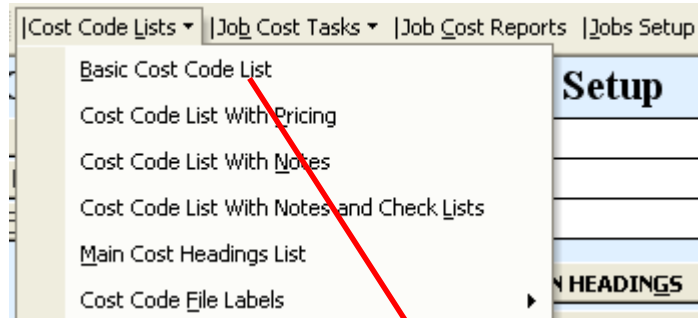 |Cost Code Lists ▾ |Job Cost Tasks ▾ |Job Cost Reports |Jobs Setup
Basic Cost Code List
Setup
Cost Code List With Pricing
Cost Code List With Notes
Cost Code List With Notes and Check Lists
Main Cost Headings List
HEADINGS
Cost Code File Labels